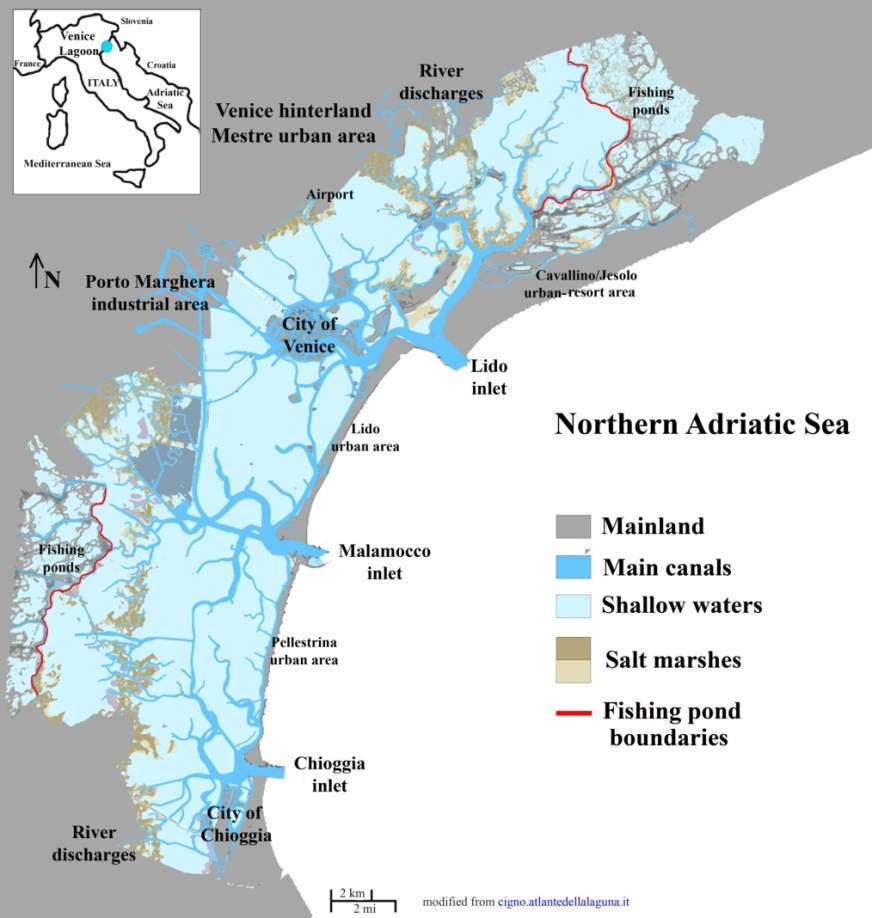 Slovenia
Venice
Lagoon
France
Croatia
ITALY
Adriatic
Sea
Mediterranean Sea
River
discharges
Venice hinterland
Mestre urban area
Fishing
ponds
Airport
N
Porto Marghera
industrial area
Cavallino/Jesolo
urban-resort area
City of
Venice
Lido
inlet
Northern Adriatic Sea
Lido
urban area
Mainland
Malamocco
inlet
Main canals
Fishing
ponds
Shallow waters
Pellestrina
urban area
Salt marshes
Fishing pond
boundaries
Chioggia
inlet
City of
Chioggia
River
discharges
2 km
2 mi
modified from cigno.atlantedellalaguna.it